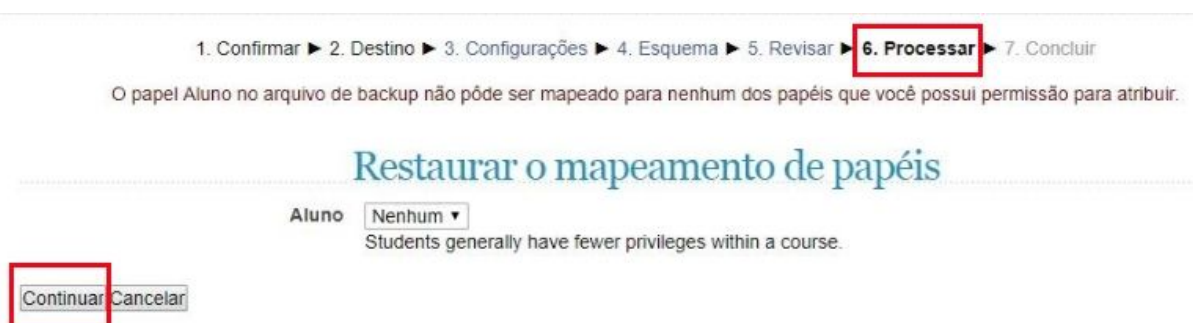 1. Confirmar ► 2. Destino ► 3. Configurações ► 4. Esquema ► 5. Revisar ► 6. Processar ► 7. Concluir
O papel Aluno no arquivo de backup não pôde ser mapeado para nenhum dos papéis que você possui permissão para atribuir.
Restaurar o mapeamento de papéis
Aluno Nenhum ▾
Students generally have fewer privileges within a course.
Continuar Cancelar